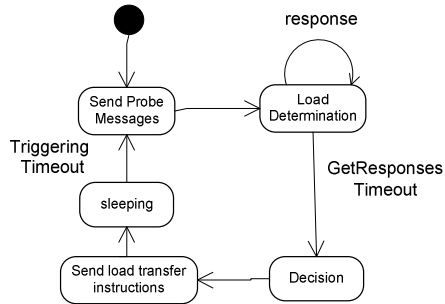 response
Send Probe
Messages
Load
Determination
Triggering
Timeout
GetResponses
Timeout
sleeping
Send load transfer
instructions
Decision